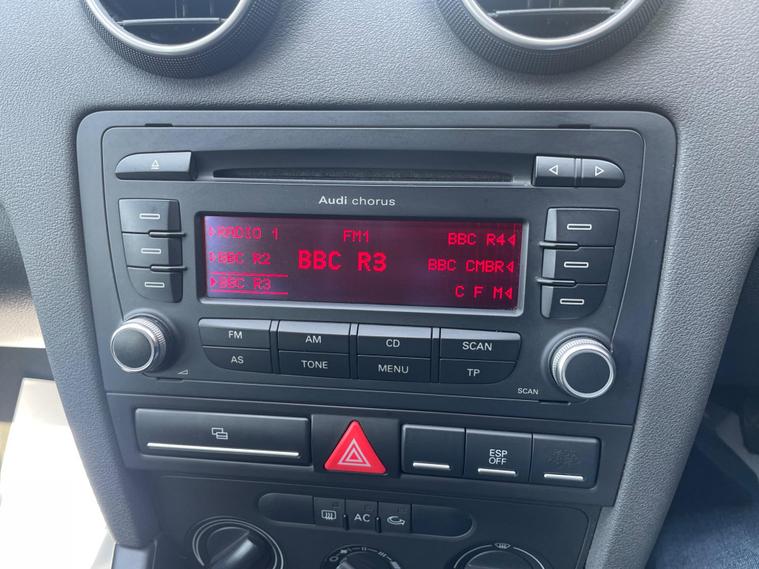 Audi chorus
RADIO 1 FM1 BBC R4
BBC R2 BBC R3 BBC CMBR
BBC R3 C F M
FM AM CD SCAN
AS TONE MENU TP
SCAN
ESP OFF
AC